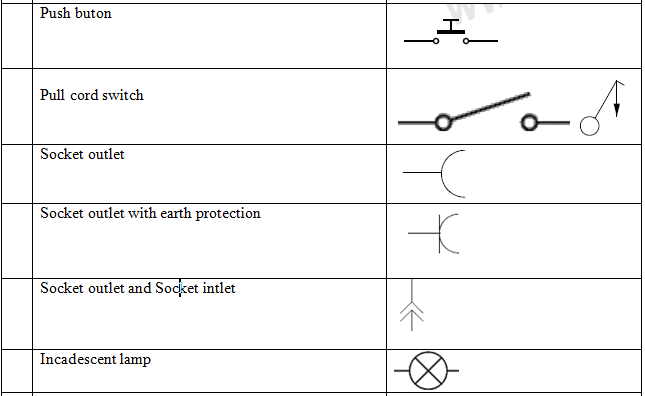 Push buton
Pull cord switch
Socket outlet
Socket outlet with earth protection
Socket outlet and Socket intlet
Incadescent lamp